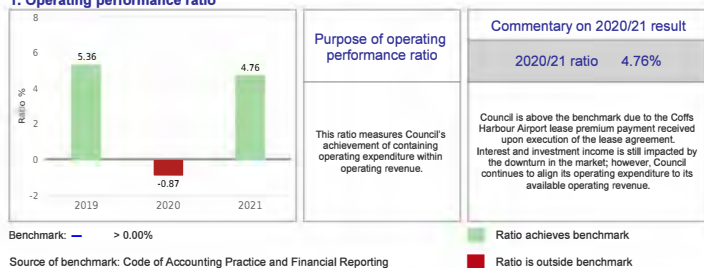 1. Operating performance ratio
8
6
4
2
0
-2
Ratio %
5.36
-0.87
4.76
2019
2020
2021
Purpose of operating
performance ratio
This ratio measures Council's
achievement of containing
operating expenditure within
operating revenue.
Commentary on 2020/21 result
2020/21 ratio 4.76%
Council is above the benchmark due to the Coffs
Harbour Airport lease premium payment received
upon execution of the lease agreement.
Interest and investment income is still impacted by
the downturn in the market; however, Council
continues to align its operating expenditure to its
available operating revenue.
Benchmark: — > 0.00%
Source of benchmark: Code of Accounting Practice and Financial Reporting
Ratio achieves benchmark
Ratio is outside benchmark